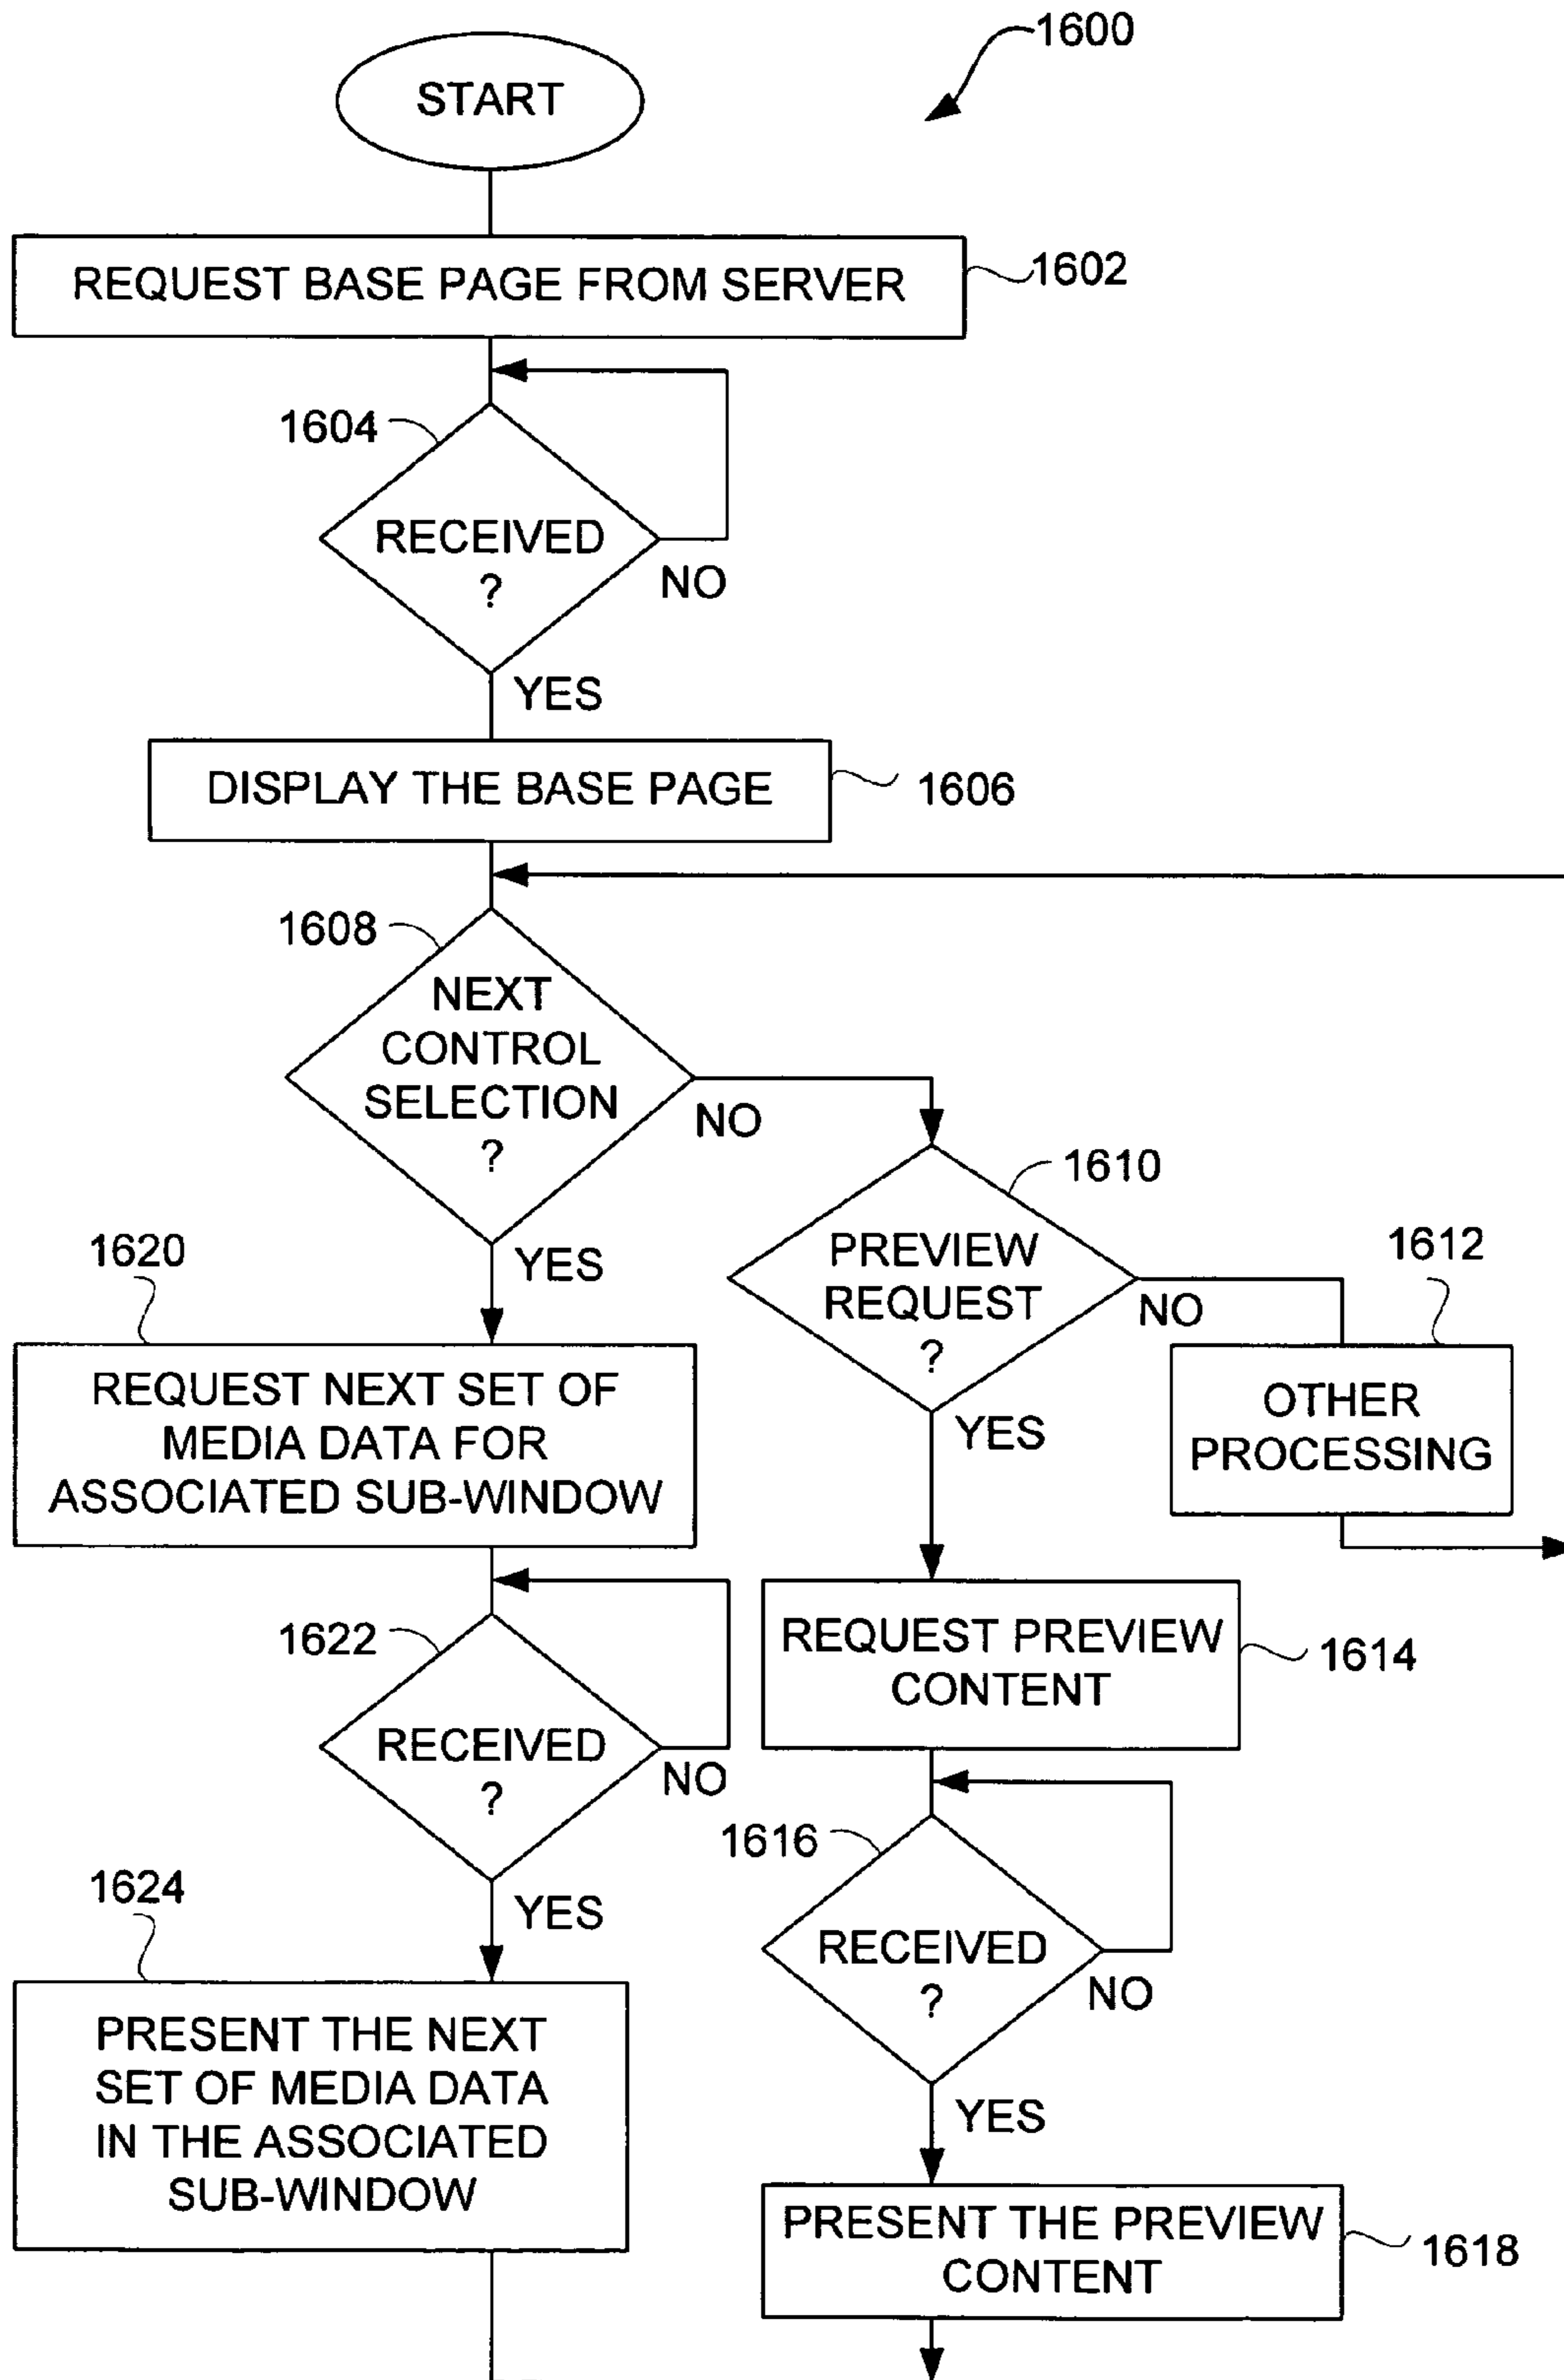 1600
START
REQUEST BASE PAGE FROM SERVER
1602
1604
RECEIVED
?
NO
YES
DISPLAY THE BASE PAGE
1606
1608
NEXT
CONTROL
SELECTION
?
NO
YES
1610
PREVIEW
REQUEST
?
NO
YES
1612
OTHER
PROCESSING
1620
REQUEST NEXT SET OF
MEDIA DATA FOR
ASSOCIATED SUB-WINDOW
1622
RECEIVED
?
NO
YES
REQUEST PREVIEW
CONTENT
1614
1616
RECEIVED
?
NO
YES
1624
PRESENT THE NEXT
SET OF MEDIA DATA
IN THE ASSOCIATED
SUB-WINDOW
PRESENT THE PREVIEW
CONTENT
1618